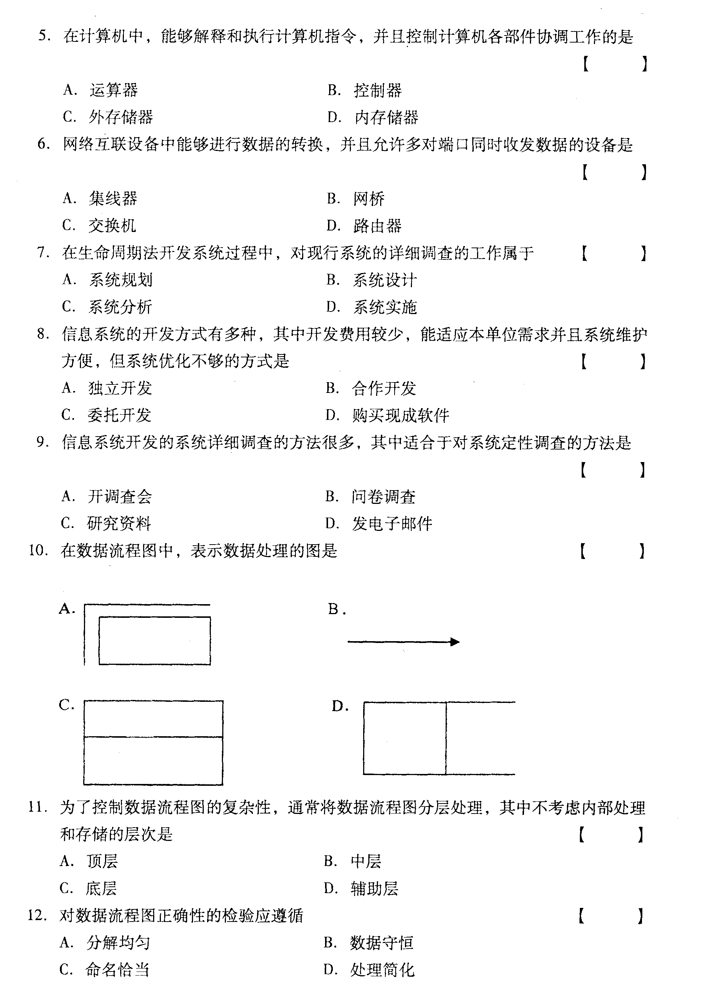 5. 在计算机中，能够解释和执行计算机指令，并且控制计算机各部件协调工作的是
【 】
A. 运算器 B. 控制器
C. 外存储器 D. 内存储器
6. 网络互联设备中能够进行数据的转换，并且允许多对端口同时收发数据的设备是
【 】
A. 集线器 B. 网桥
C. 交换机 D. 路由器
7. 在生命周期法开发系统过程中，对现行系统的详细调查的工作属于 【 】
A. 系统规划 B. 系统设计
C. 系统分析 D. 系统实施
8. 信息系统的开发方式有多种，其中开发费用较少，能适应本单位需求并且系统维护
方便，但系统优化不够的方式是 【 】
A. 独立开发 B. 合作开发
C. 委托开发 D. 购买现成软件
9. 信息系统开发的系统详细调查的方法很多，其中适合于对系统定性调查的方法是
【 】
A. 开调查会 B. 问卷调查
C. 研究资料 D. 发电子邮件
10. 在数据流程图中，表示数据处理的图是 【 】
A. B.
C. D.
11. 为了控制数据流程图的复杂性，通常将数据流程图分层处理，其中不考虑内部处理
和存储的层次是 【 】
A. 顶层 B. 中层
C. 底层 D. 辅助层
12. 对数据流程图正确性的检验应遵循 【 】
A. 分解均匀 B. 数据守恒
C. 命名恰当 D. 处理简化